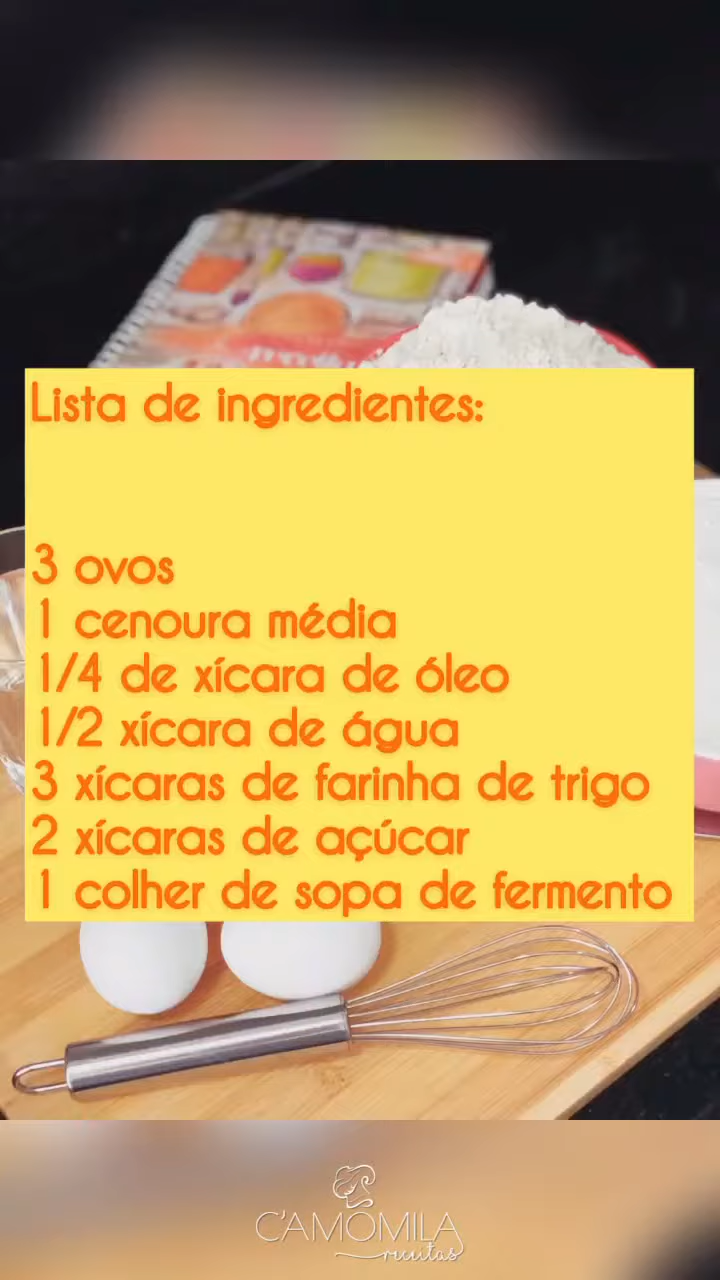 Lista de ingredientes:
3 ovos
1 cenoura média
1/4 de xícara de óleo
1/2 xícara de água
3 xícaras de farinha de trigo
2 xícaras de açúcar
1 colher de sopa de fermento
C'AMOMILA
receitas